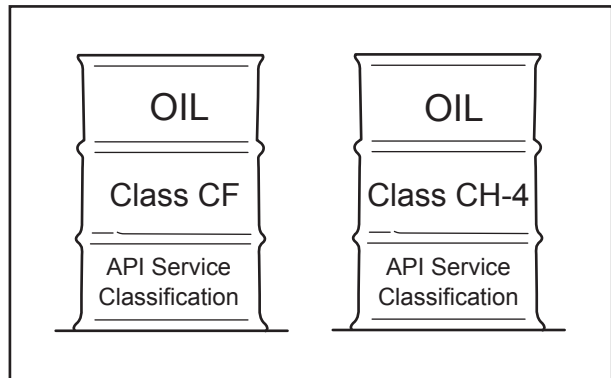 OIL
Class CF
API Service
Classification
OIL
Class CH-4
API Service
Classification